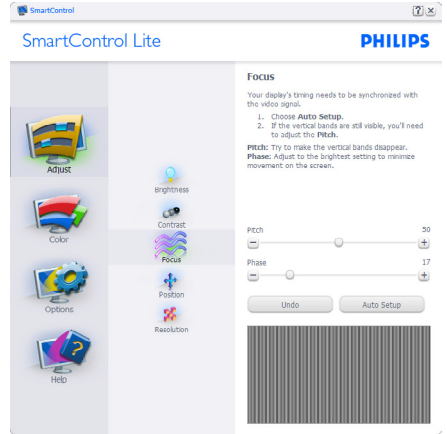 SmartControl
SmartControl Lite
PHILIPS
Adjust
Color
Options
Help
Brightness
Contrast
Focus
Position
Resolution
Focus
Your display's timing needs to be synchronized with
the video signal.
1. Choose Auto Setup.
2. If the vertical bands are still visible, you'll need
to adjust the Pitch.
Pitch: Try to make the vertical bands disappear.
Phase: Adjust to the brightest setting to minimize
movement on the screen.
Pitch 50
Phase 17
Undo Auto Setup